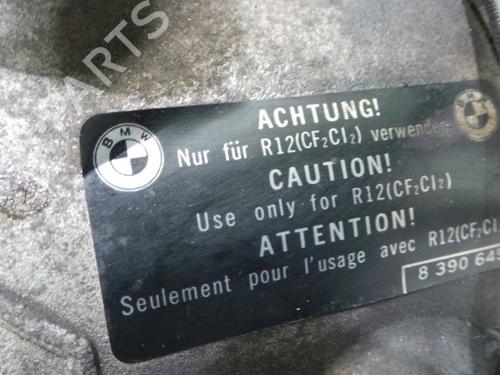 PARTS
ACHTUNG!
BMW
Nur für R12(CF₂Cl₂) verwenden
CAUTION!
Use only for R12(CF₂Cl₂)
ATTENTION!
Seulement pour l'usage avec R12(CF₂Cl
8 390 645